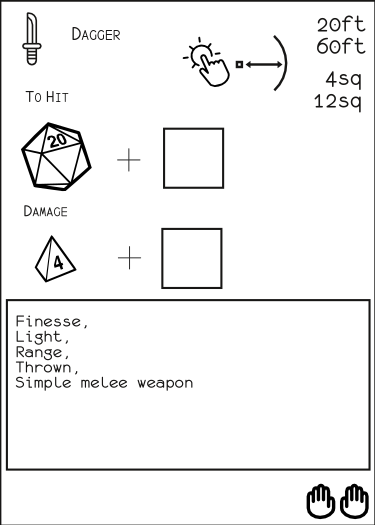 Dagger
20ft
60ft
4sq
12sq
To Hit
20
Damage
4
Finesse,
Light,
Range,
Thrown,
Simple melee weapon